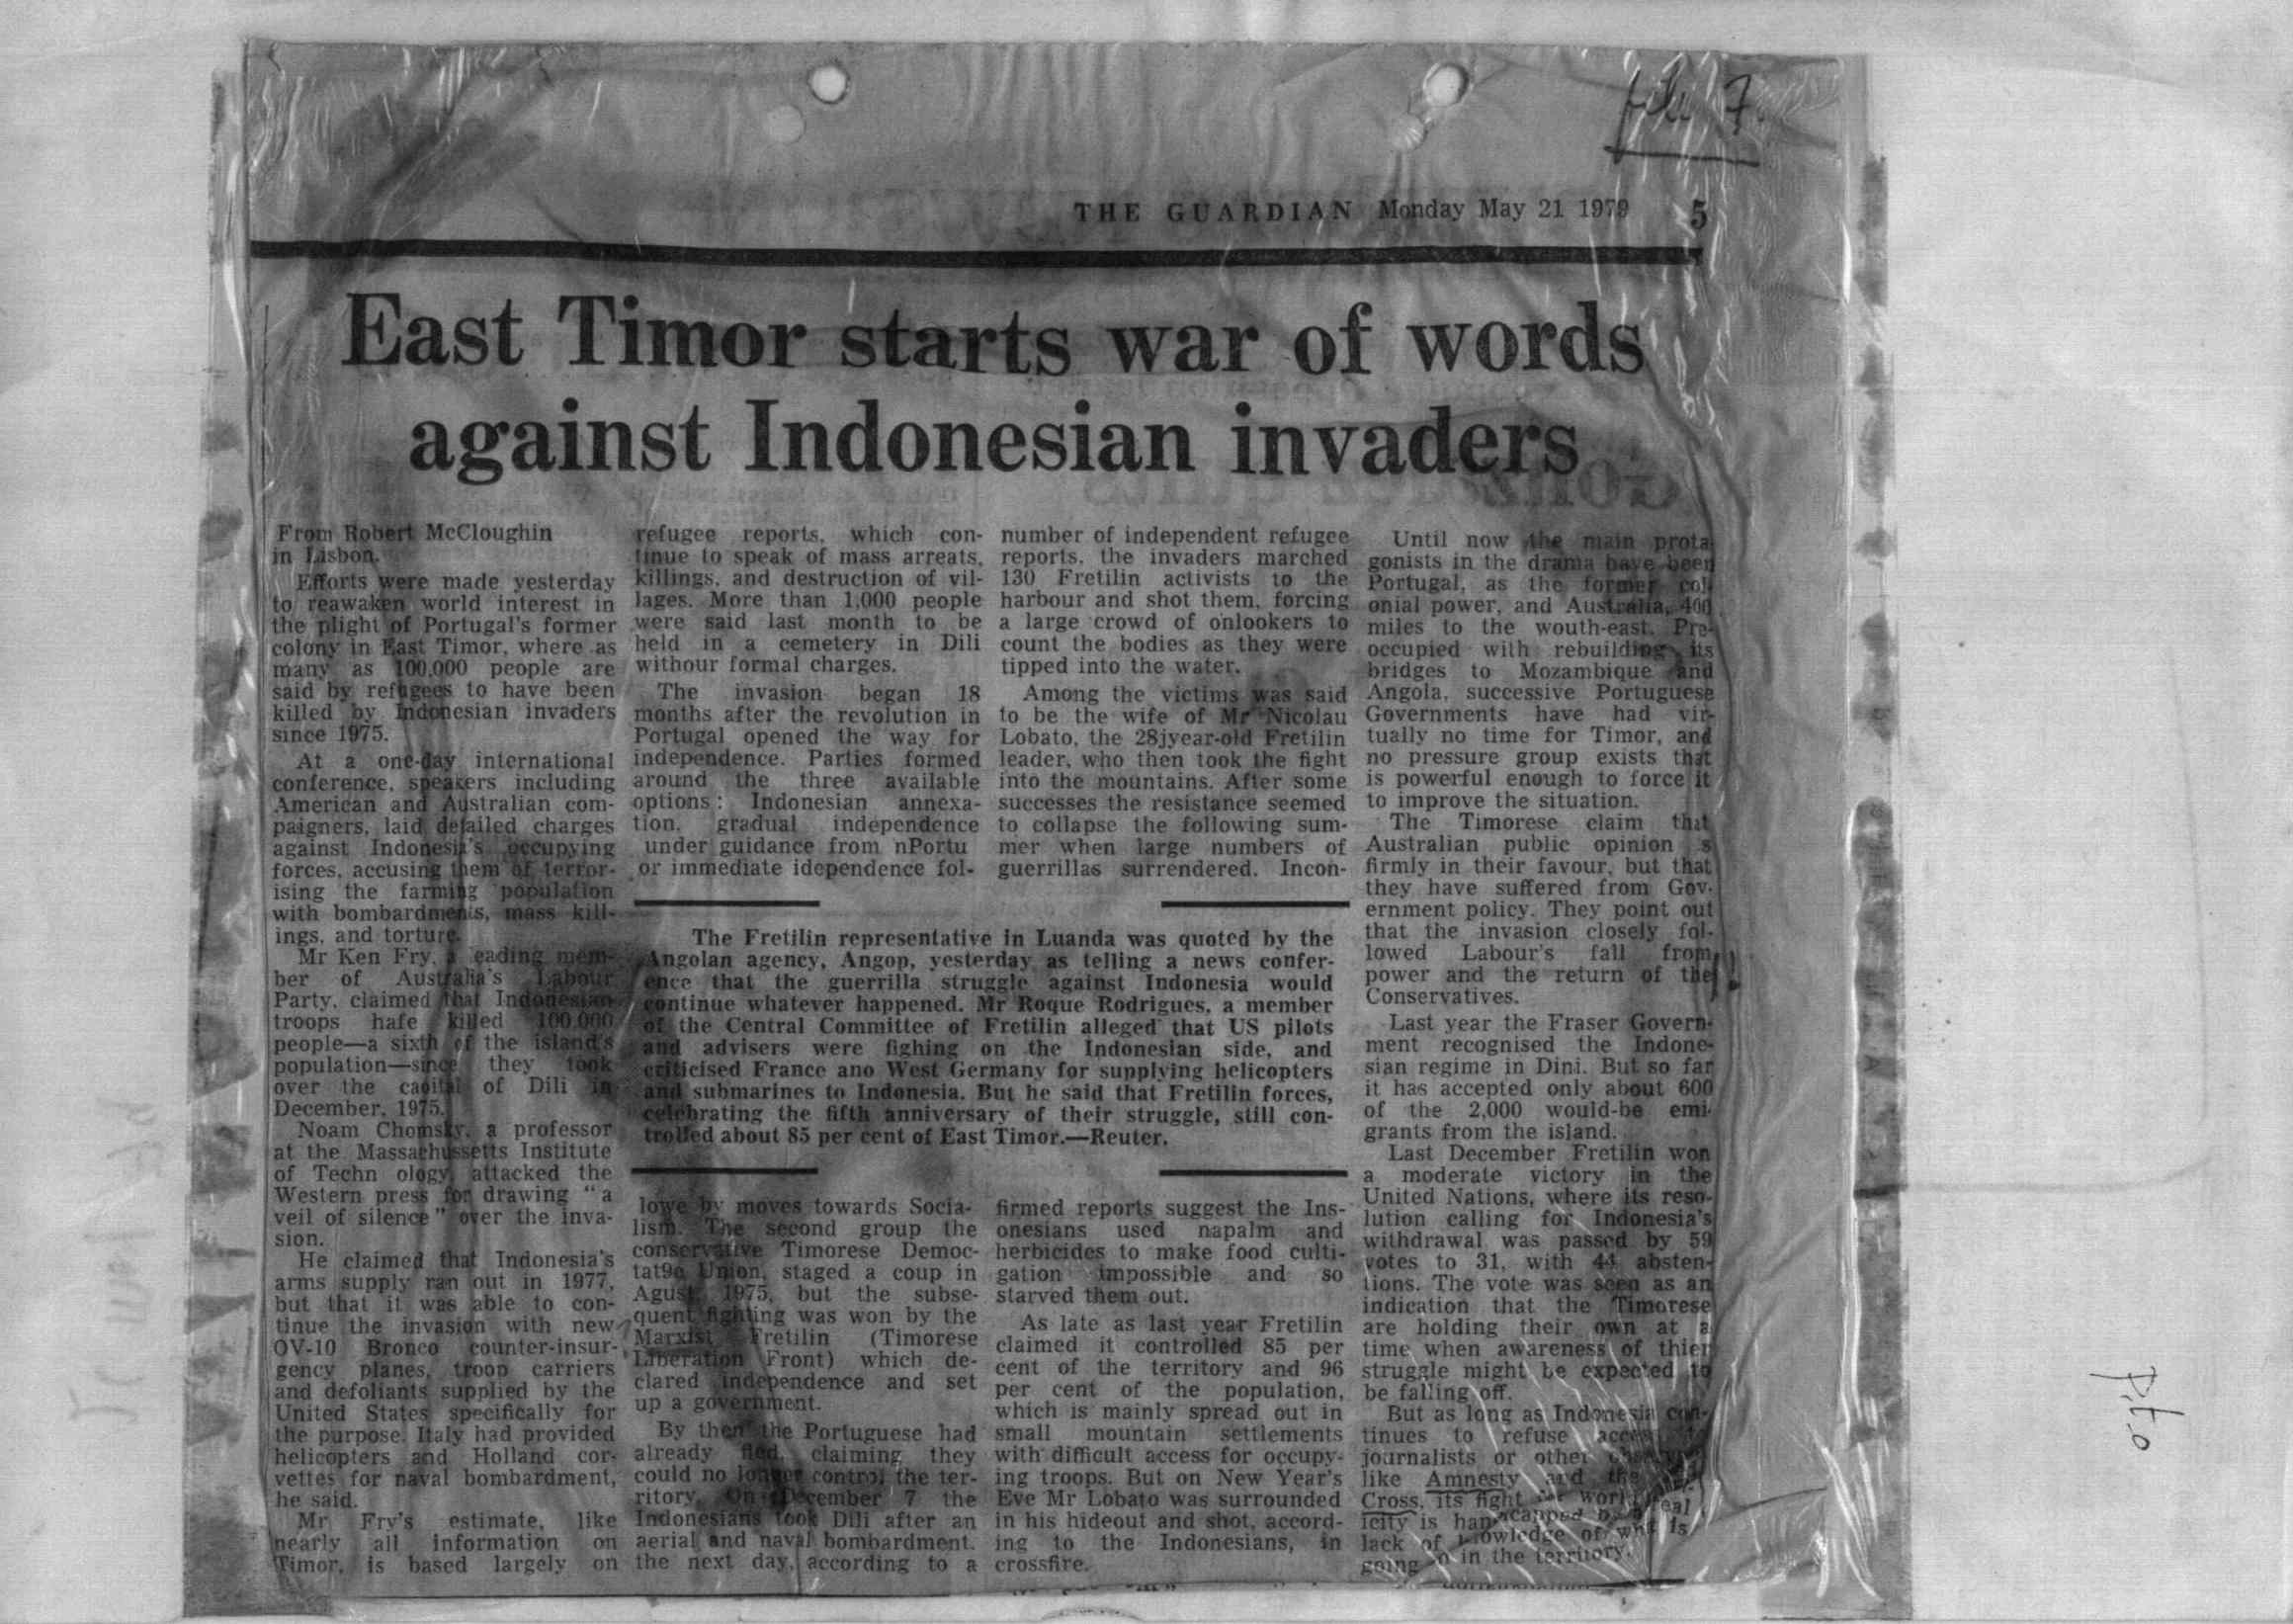 THE GUARDIAN Monday May 21 1979 5
East Timor starts war of words
against Indonesian invaders
From Robert McCloughin
in Lisbon.
Efforts were made yesterday
to reawaken world interest in
the plight of Portugal's former
colony in East Timor, where as
many as 100,000 people are
said by refugees to have been
killed by Indonesian invaders
since 1975.
At a one-day international
conference, speakers including
American and Australian com-
paigners, laid detailed charges
against Indonesia's occupying
forces, accusing them of terror-
ising the farming population
with bombardments, mass kill-
ings, and torture.
Mr Ken Fry, a leading mem-
ber of Australia's Labour
Party, claimed that Indonesian
troops hafe killed 100,000
people—a sixth of the island's
population—since they took
over the capital of Dili in
December, 1975.
Noam Chomsky, a professor
at the Massachussetts Institute
of Techn ology, attacked the
Western press for drawing "a
veil of silence" over the inva-
sion.
He claimed that Indonesia's
arms supply ran out in 1977,
but that it was able to con-
tinue the invasion with new
OV-10 Bronco counter-insur-
gency planes, troop carriers
and defoliants supplied by the
United States specifically for
the purpose. Italy had provided
helicopters and Holland cor-
vettes for naval bombardment,
he said.
Mr Fry's estimate, like
nearly all information on
Timor, is based largely on
refugee reports, which con-
tinue to speak of mass arreats,
killings, and destruction of vil-
lages. More than 1,000 people
were said last month to be
held in a cemetery in Dili
withour formal charges.
The invasion began 18
months after the revolution in
Portugal opened the way for
independence. Parties formed
around the three available
options: Indonesian annexa-
tion, gradual independence
under guidance from nPortu
or immediate idependence fol-
lowe by moves towards Socia-
lism. The second group the
conservative Timorese Democ-
tat9c Union, staged a coup in
Agust, 1975, but the subse-
quent fighting was won by the
Marxist Fretilin (Timorese
Liberation Front) which de-
clared independence and set
up a government.
By then the Portuguese had
already fled, claiming they
could no longer control the ter-
ritory. On December 7 the
Indonesians took Dili after an
aerial and naval bombardment.
the next day, according to a
number of independent refugee
reports, the invaders marched
130 Fretilin activists to the
harbour and shot them, forcing
a large crowd of onlookers to
count the bodies as they were
tipped into the water.
Among the victims was said
to be the wife of Mr Nicolau
Lobato, the 28jyear-old Fretilin
leader, who then took the fight
into the mountains. After some
successes the resistance seemed
to collapse the following sum-
mer when large numbers of
guerrillas surrendered. Incon-
firmed reports suggest the Ins-
onesians used napalm and
herbicides to make food culti-
gation impossible and so
starved them out.
As late as last year Fretilin
claimed it controlled 85 per
cent of the territory and 96
per cent of the population,
which is mainly spread out in
small mountain settlements
with difficult access for occupy-
ing troops. But on New Year's
Eve Mr Lobato was surrounded
in his hideout and shot, accord-
ing to the Indonesians, in
crossfire.
The Fretilin representative in Luanda was quoted by the
Angolan agency, Angop, yesterday as telling a news confer-
ence that the guerrilla struggle against Indonesia would
continue whatever happened. Mr Roque Rodrigues, a member
of the Central Committee of Fretilin alleged that US pilots
and advisers were fighing on the Indonesian side, and
criticised France ano West Germany for supplying helicopters
and submarines to Indonesia. But he said that Fretilin forces,
celebrating the fifth anniversary of their struggle, still con-
trolled about 85 per cent of East Timor.—Reuter.
Until now the main prota-
gonists in the drama have been
Portugal, as the former col-
onial power, and Australia, 400
miles to the wouth-east. Pre-
occupied with rebuilding its
bridges to Mozambique and
Angola, successive Portuguese
Governments have had vir-
tually no time for Timor, and
no pressure group exists that
is powerful enough to force it
to improve the situation.
The Timorese claim that
Australian public opinion s
firmly in their favour, but that
they have suffered from Gov-
ernment policy. They point out
that the invasion closely fol-
lowed Labour's fall from
power and the return of the
Conservatives.
Last year the Fraser Govern-
ment recognised the Indone-
sian regime in Dini. But so far
it has accepted only about 600
of the 2,000 would-be emi-
grants from the island.
Last December Fretilin won
a moderate victory in the
United Nations, where its reso-
lution calling for Indonesia's
withdrawal was passed by 59
votes to 31, with 44 absten-
tions. The vote was seen as an
indication that the Timorese
are holding their own at a
time when awareness of thier
struggle might be expected to
be falling off.
But as long as Indonesia con-
tinues to refuse access
journalists or other
like Amnesty and the
Cross, its fight for
icity is handicapped by a real
lack of knowledge of what is
going on in the territory.